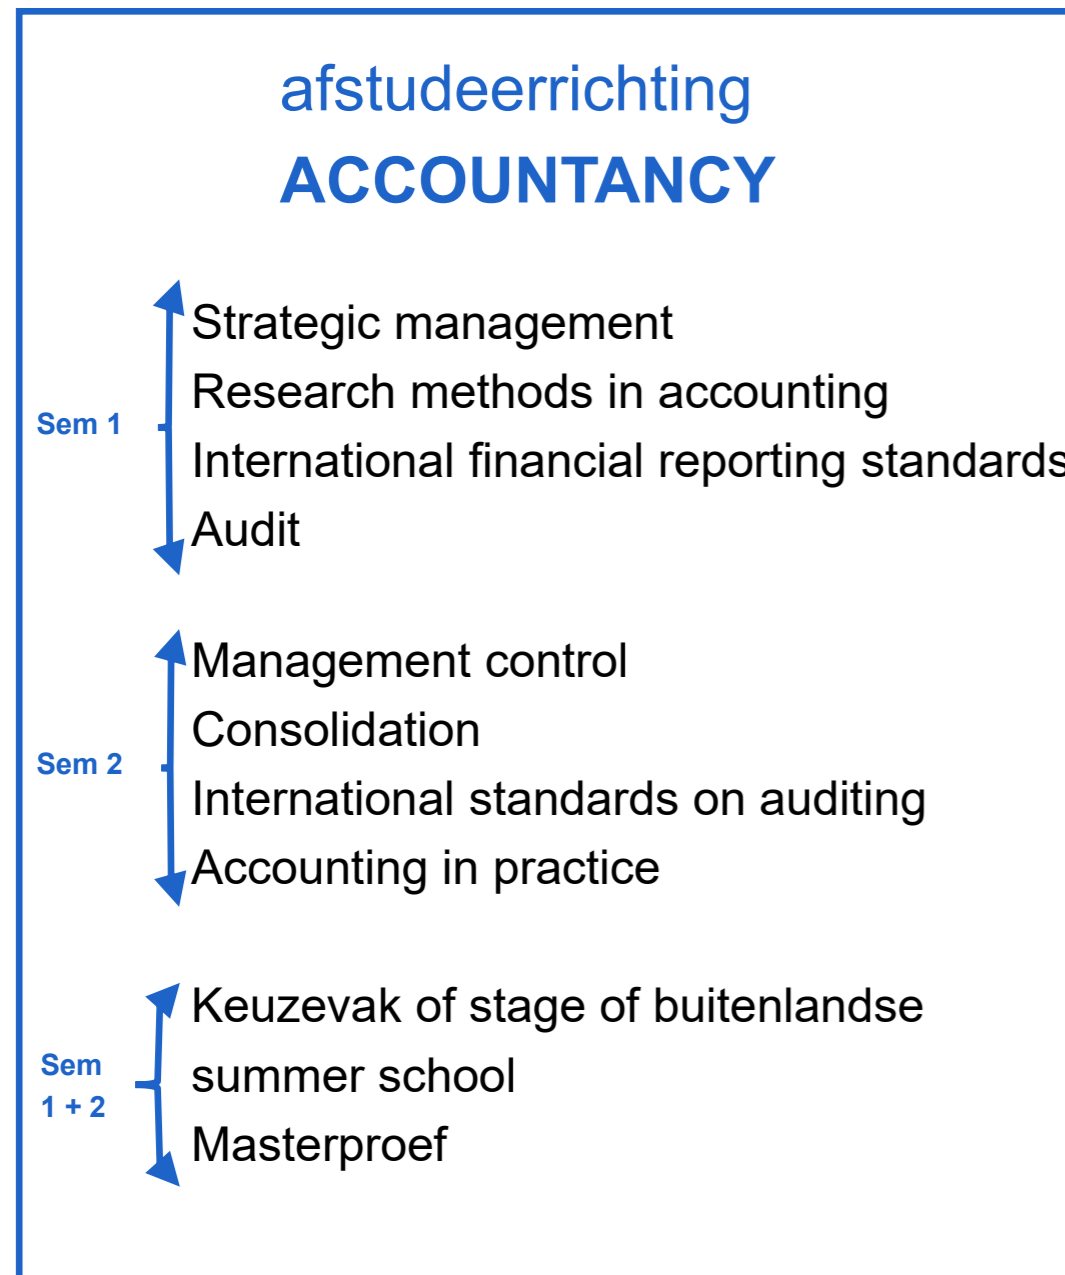 afstudeerrichting
ACCOUNTANCY
Sem 1
Strategic management
Research methods in accounting
International financial reporting standards
Audit
Sem 2
Management control
Consolidation
International standards on auditing
Accounting in practice
Sem
1 + 2
Keuzevak of stage of buitenlandse
summer school
Masterproef